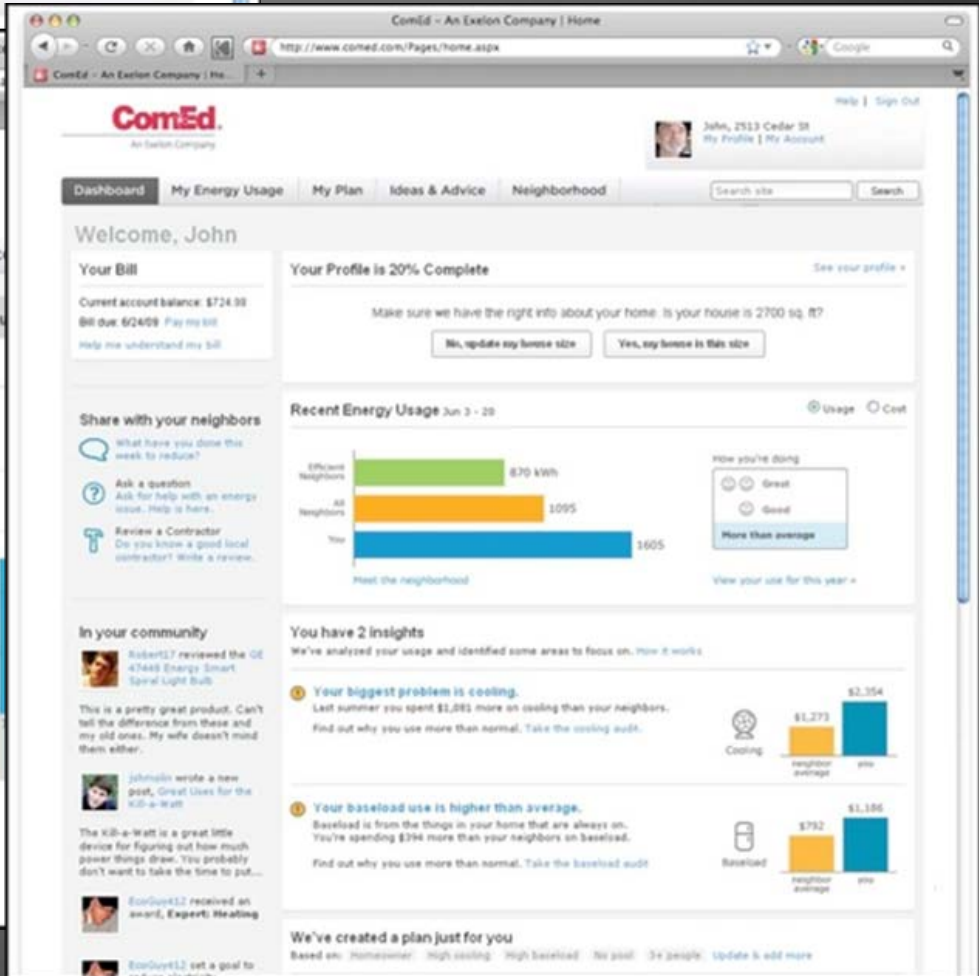 ComEd - An Exelon Company | Home
http://www.comed.com/Pages/home.aspx
Google
ComEd - An Exelon Company | Ho...
Help | Sign Out
ComEd.
An Exelon Company
John, 2513 Cedar St
My Profile | My Account
Dashboard
My Energy Usage
My Plan
Ideas & Advice
Neighborhood
Search site
Search
Welcome, John
Your Bill
Current account balance: $724.98
Bill due: 6/24/09 Pay my bill
Help me understand my bill
Your Profile is 20% Complete
See your profile »
Make sure we have the right info about your home. Is your house is 2700 sq. ft?
No, update my house size
Yes, my house is this size
Share with your neighbors
What have you done this
week to reduce?
Ask a question
Ask for help with an energy
issue. Help is here.
Review a Contractor
Do you know a good local
contractor? Write a review.
Recent Energy Usage Jun 3 - 28
Usage
Cost
Efficient
Neighbors
870 kWh
All
Neighbors
1095
You
1605
Meet the neighborhood
How you're doing
Great
Good
More than average
View your use for this year »
In your community
Robert17 reviewed the GE
47448 Energy Smart
Spiral Light Bulb
This is a pretty great product. Can't
tell the difference from these and
my old ones. My wife doesn't mind
them either.
johnolin wrote a new
post, Great Uses for the
Kill-a-Watt
The Kill-a-Watt is a great little
device for figuring out how much
power things draw. You probably
don't want to take the time to put...
EcoGuy412 received an
award, Expert: Heating
EcoGuy412 set a goal to
You have 2 insights
We've analyzed your usage and identified some areas to focus on. How it works
Your biggest problem is cooling.
Last summer you spent $1,081 more on cooling than your neighbors.
Find out why you use more than normal. Take the cooling audit.
Cooling
$1,273
$2,354
neighbor
average
you
Your baseload use is higher than average.
Baseload is from the things in your home that are always on.
You're spending $394 more than your neighbors on baseload.
Find out why you use more than normal. Take the baseload audit
Baseload
$792
$1,186
neighbor
average
you
We've created a plan just for you
Based on: Homeowner High cooling High baseload No pool 3+ people Update & add more